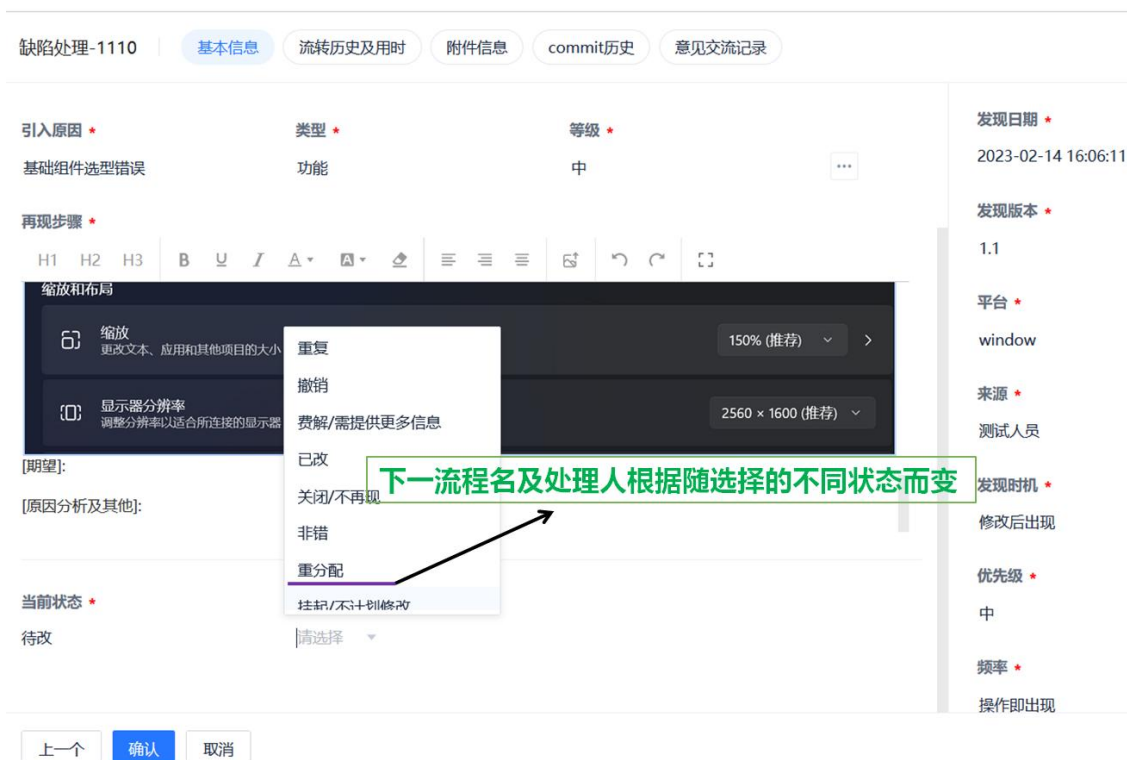 缺陷处理-1110 基本信息 流转历史及用时 附件信息 commit历史 意见交流记录
引入原因 * 类型 * 等级 *
基础组件选型错误 功能 中 ...
再现步骤 *
H1 H2 H3 B U I A A
缩放和布局
缩放
更改文本、应用和其他项目的大小
150% (推荐)
显示器分辨率
调整分辨率以适合所连接的显示器
2560 × 1600 (推荐)
[期望]:
[原因分析及其他]:
重复
撤销
费解/需提供更多信息
已改
关闭/不再现
非错
重分配
挂起/不计划修改
下一流程名及处理人根据随选择的不同状态而变
当前状态 *
待改 请选择
发现日期 *
2023-02-14 16:06:11
发现版本 *
1.1
平台 *
window
来源 *
测试人员
发现时机 *
修改后出现
优先级 *
中
频率 *
操作即出现
上一个 确认 取消